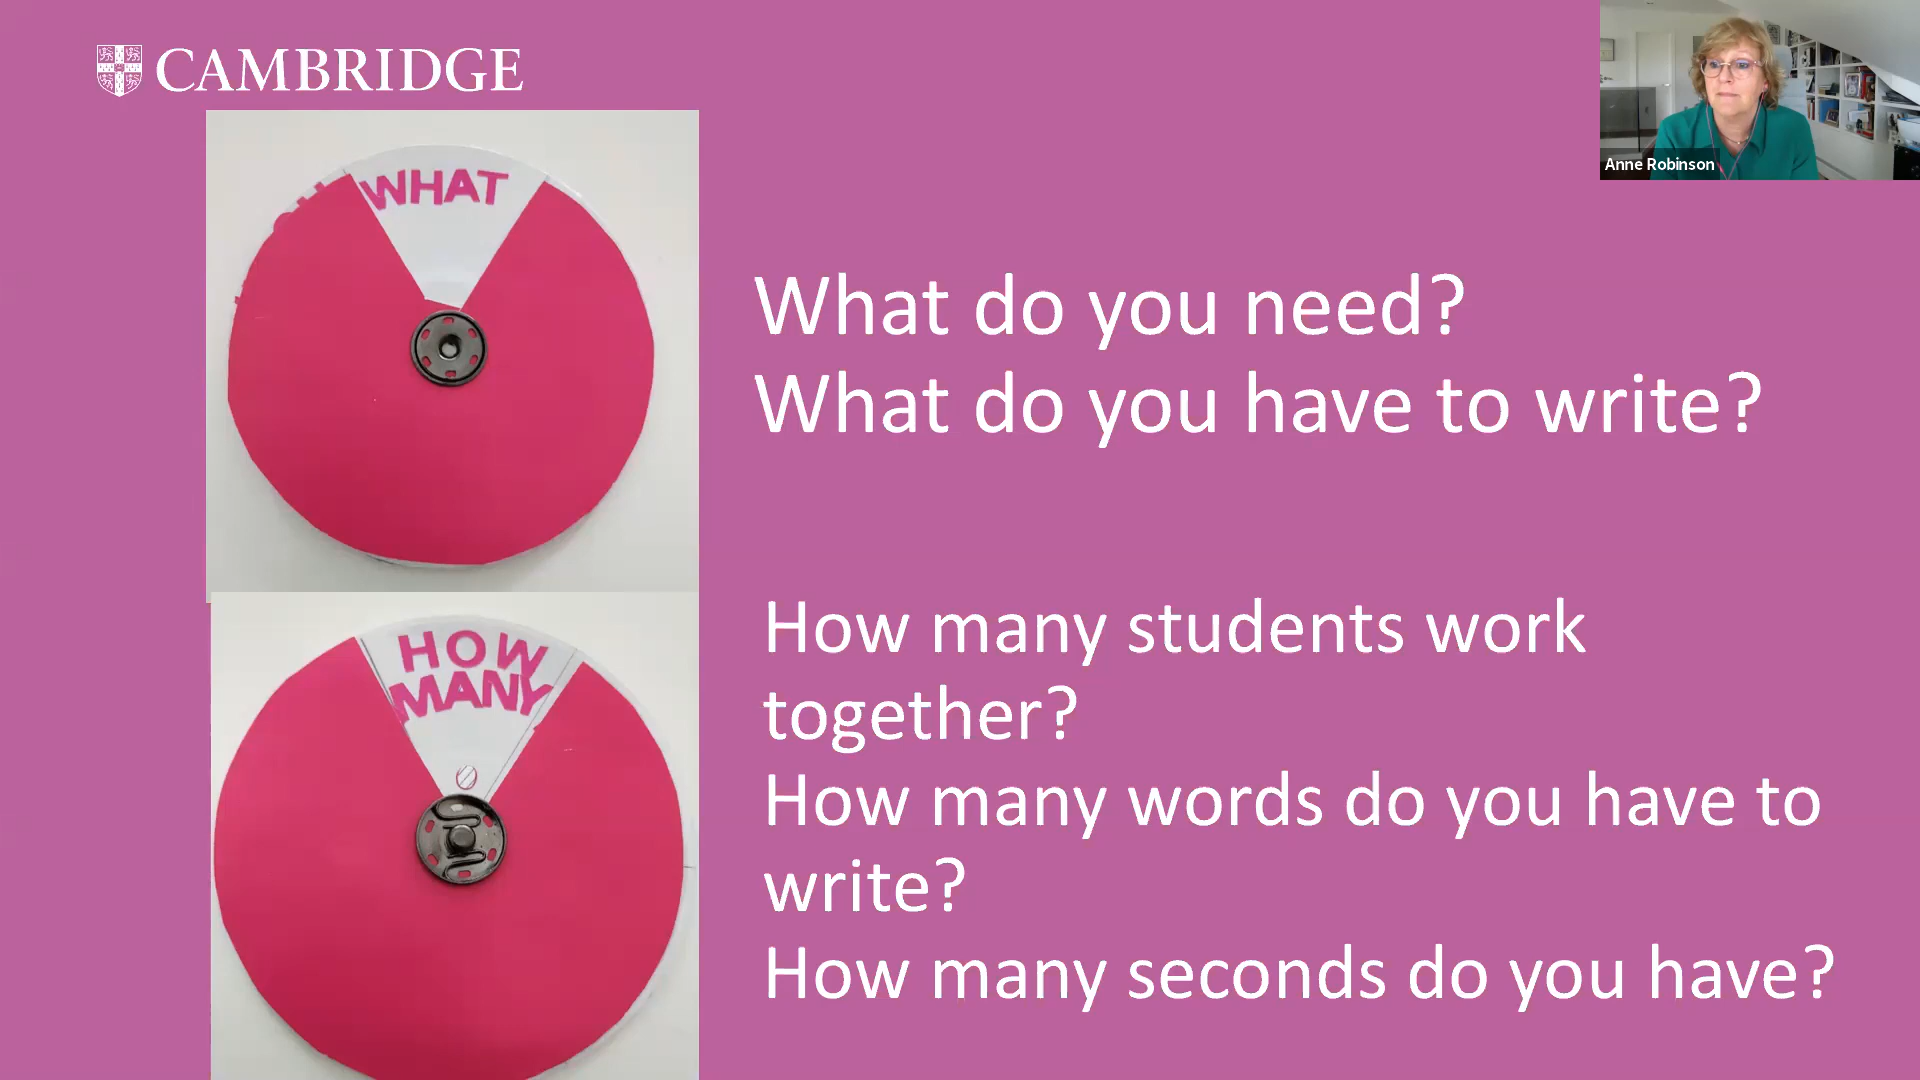 CAMBRIDGE
Anne Robinson
WHAT
What do you need?
What do you have to write?
HOW
MANY
How many students work
together?
How many words do you have to
write?
How many seconds do you have?